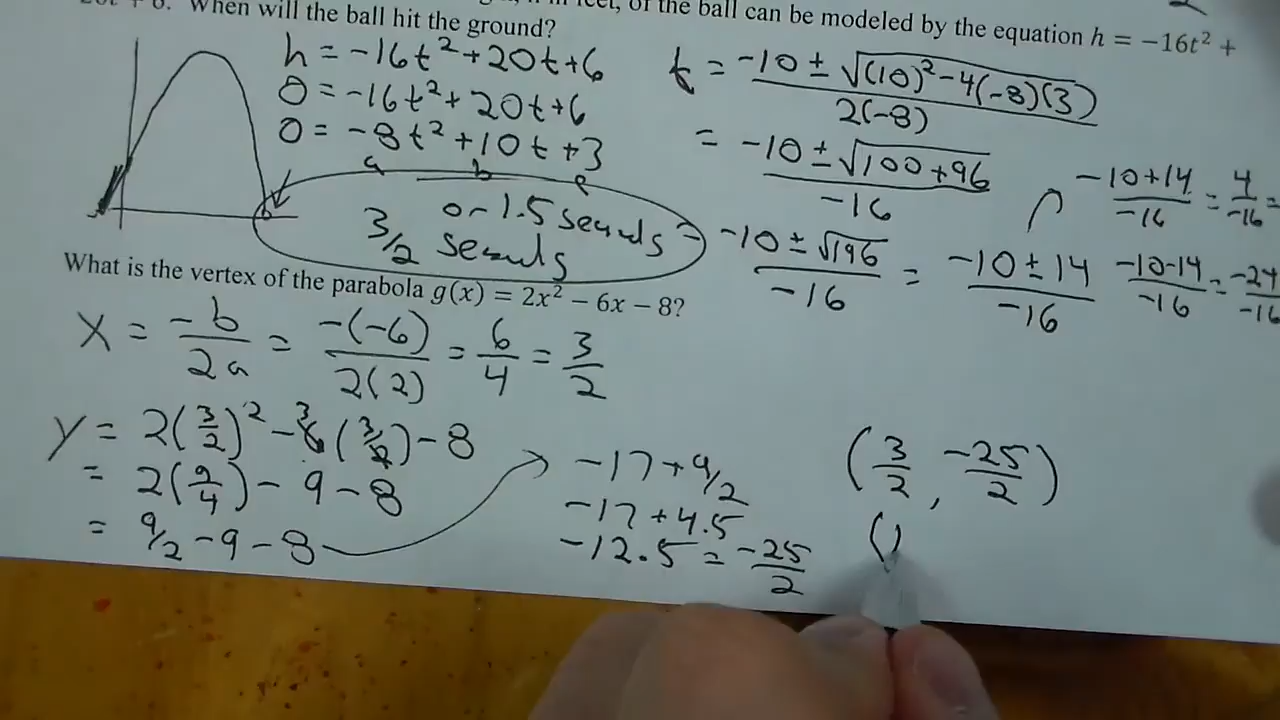 20t + 6. When will the ball hit the ground?
of the ball can be modeled by the equation h = −16t² +
h = -16t² + 20t + 6
0 = -16t² + 20t + 6
0 = -8t² + 10t + 3
a b c
t = (-10 ± √((10)² - 4(-8)(3))) / 2(-8)
= (-10 ± √(100 + 96)) / -16
(-10 ± √196) / -16 = (-10 ± 14) / -16
(-10 + 14) / -16 = 4/-16 =
(-10 - 14) / -16 = -24/-16
or 1.5 seconds =
3/2 seconds
What is the vertex of the parabola g(x) = 2x² − 6x − 8?
x = -b/2a = -(-6)/2(2) = 6/4 = 3/2
y = 2(3/2)² - 6(3/2) - 8
3
= 2(9/4) - 9 - 8
= 9/2 - 9 - 8
-17 + 9/2
-17 + 4.5
-12.5 = -25/2
(3/2, -25/2)
(1